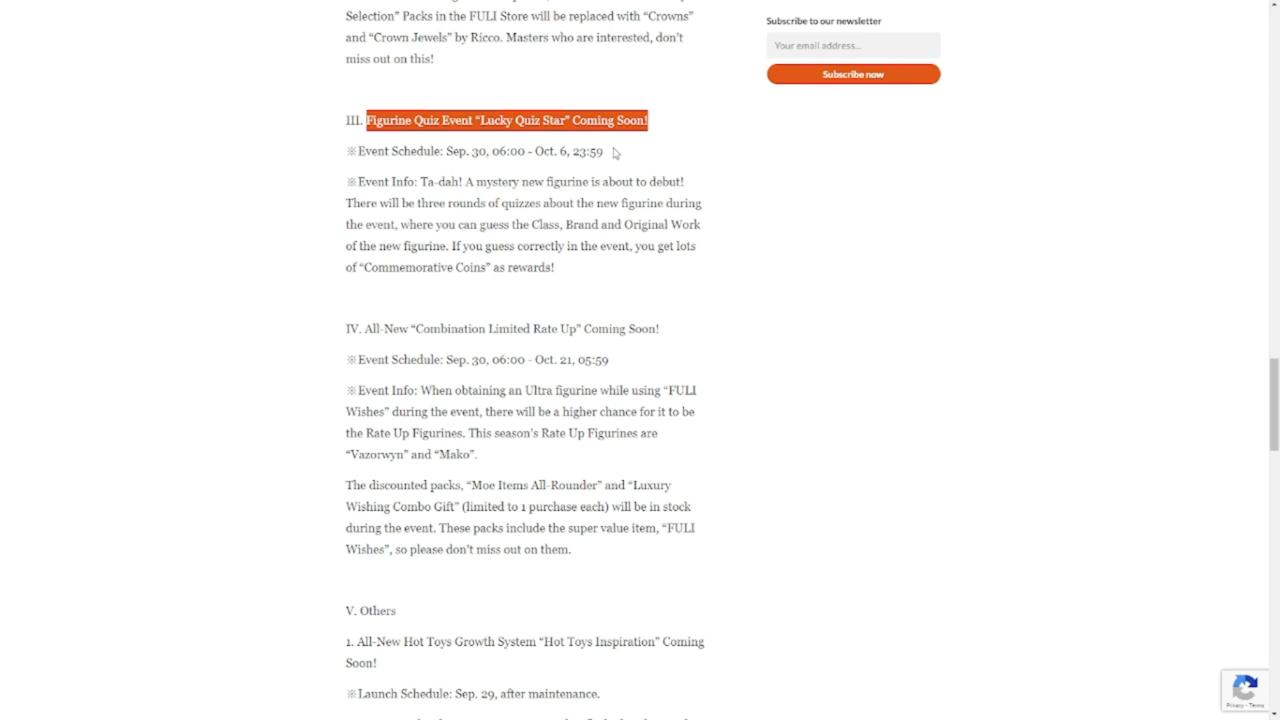 Selection” Packs in the FULI Store will be replaced with “Crowns”
and “Crown Jewels” by Ricco. Masters who are interested, don’t
miss out on this!
III. Figurine Quiz Event “Lucky Quiz Star” Coming Soon!
※Event Schedule: Sep. 30, 06:00 - Oct. 6, 23:59
※Event Info: Ta-dah! A mystery new figurine is about to debut!
There will be three rounds of quizzes about the new figurine during
the event, where you can guess the Class, Brand and Original Work
of the new figurine. If you guess correctly in the event, you get lots
of “Commemorative Coins” as rewards!
IV. All-New “Combination Limited Rate Up” Coming Soon!
※Event Schedule: Sep. 30, 06:00 - Oct. 21, 05:59
※Event Info: When obtaining an Ultra figurine while using “FULI
Wishes” during the event, there will be a higher chance for it to be
the Rate Up Figurines. This season’s Rate Up Figurines are
“Vazorwyn” and “Mako”.
The discounted packs, “Moe Items All-Rounder” and “Luxury
Wishing Combo Gift” (limited to 1 purchase each) will be in stock
during the event. These packs include the super value item, “FULI
Wishes”, so please don’t miss out on them.
V. Others
1. All-New Hot Toys Growth System “Hot Toys Inspiration” Coming
Soon!
※Launch Schedule: Sep. 29, after maintenance.
Subscribe to our newsletter
Your email address...
Subscribe now
Privacy - Terms